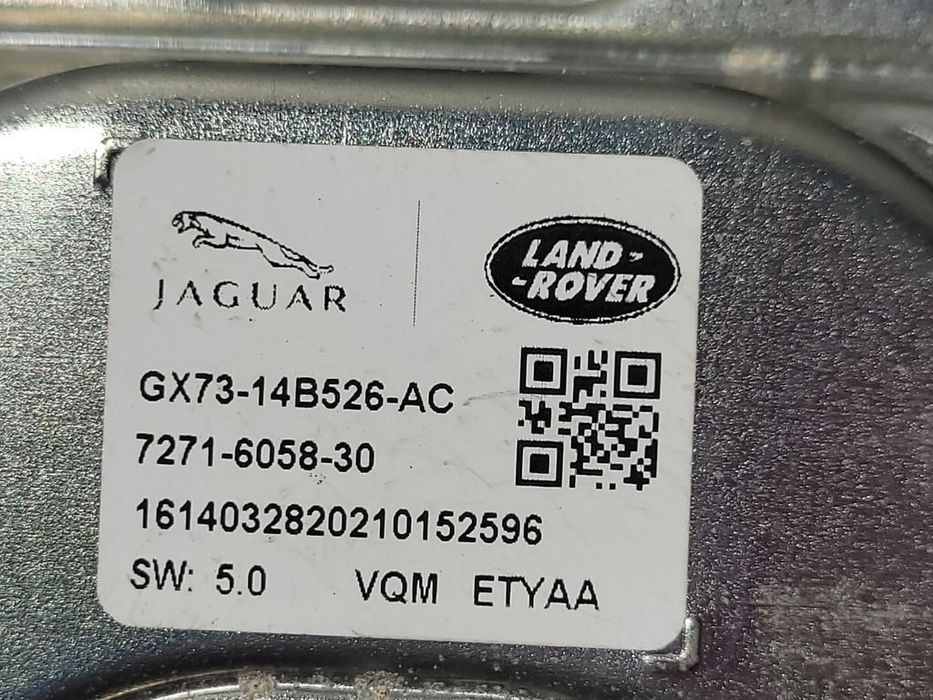 JAGUAR
LAND-
-ROVER
GX73-14B526-AC
7271-6058-30
1614032820210152596
SW: 5.0 VQM ETYAA